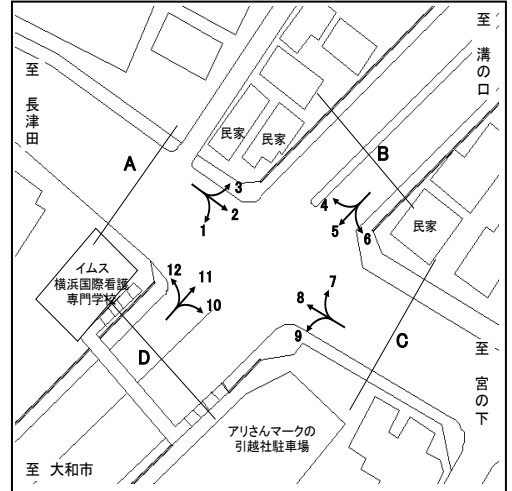 至 長津田
至 溝の口
民家
民家
A
B
3
2
1
4
5
6
民家
イムス
横浜国際看護
専門学校
12
11
10
7
8
9
D
C
至 宮の下
アリさんマークの
引越社駐車場
至 大和市